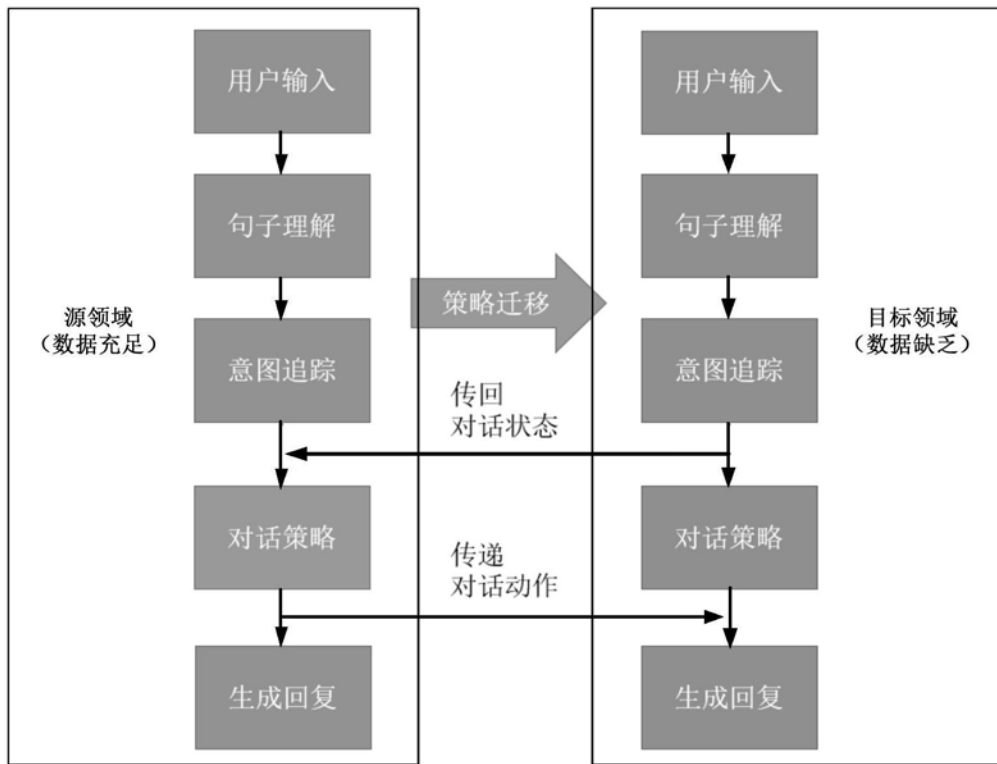 用户输入
句子理解
源领域
（数据充足）
意图追踪
对话策略
生成回复
策略迁移
传回
对话状态
传递
对话动作
用户输入
句子理解
目标领域
（数据缺乏）
意图追踪
对话策略
生成回复